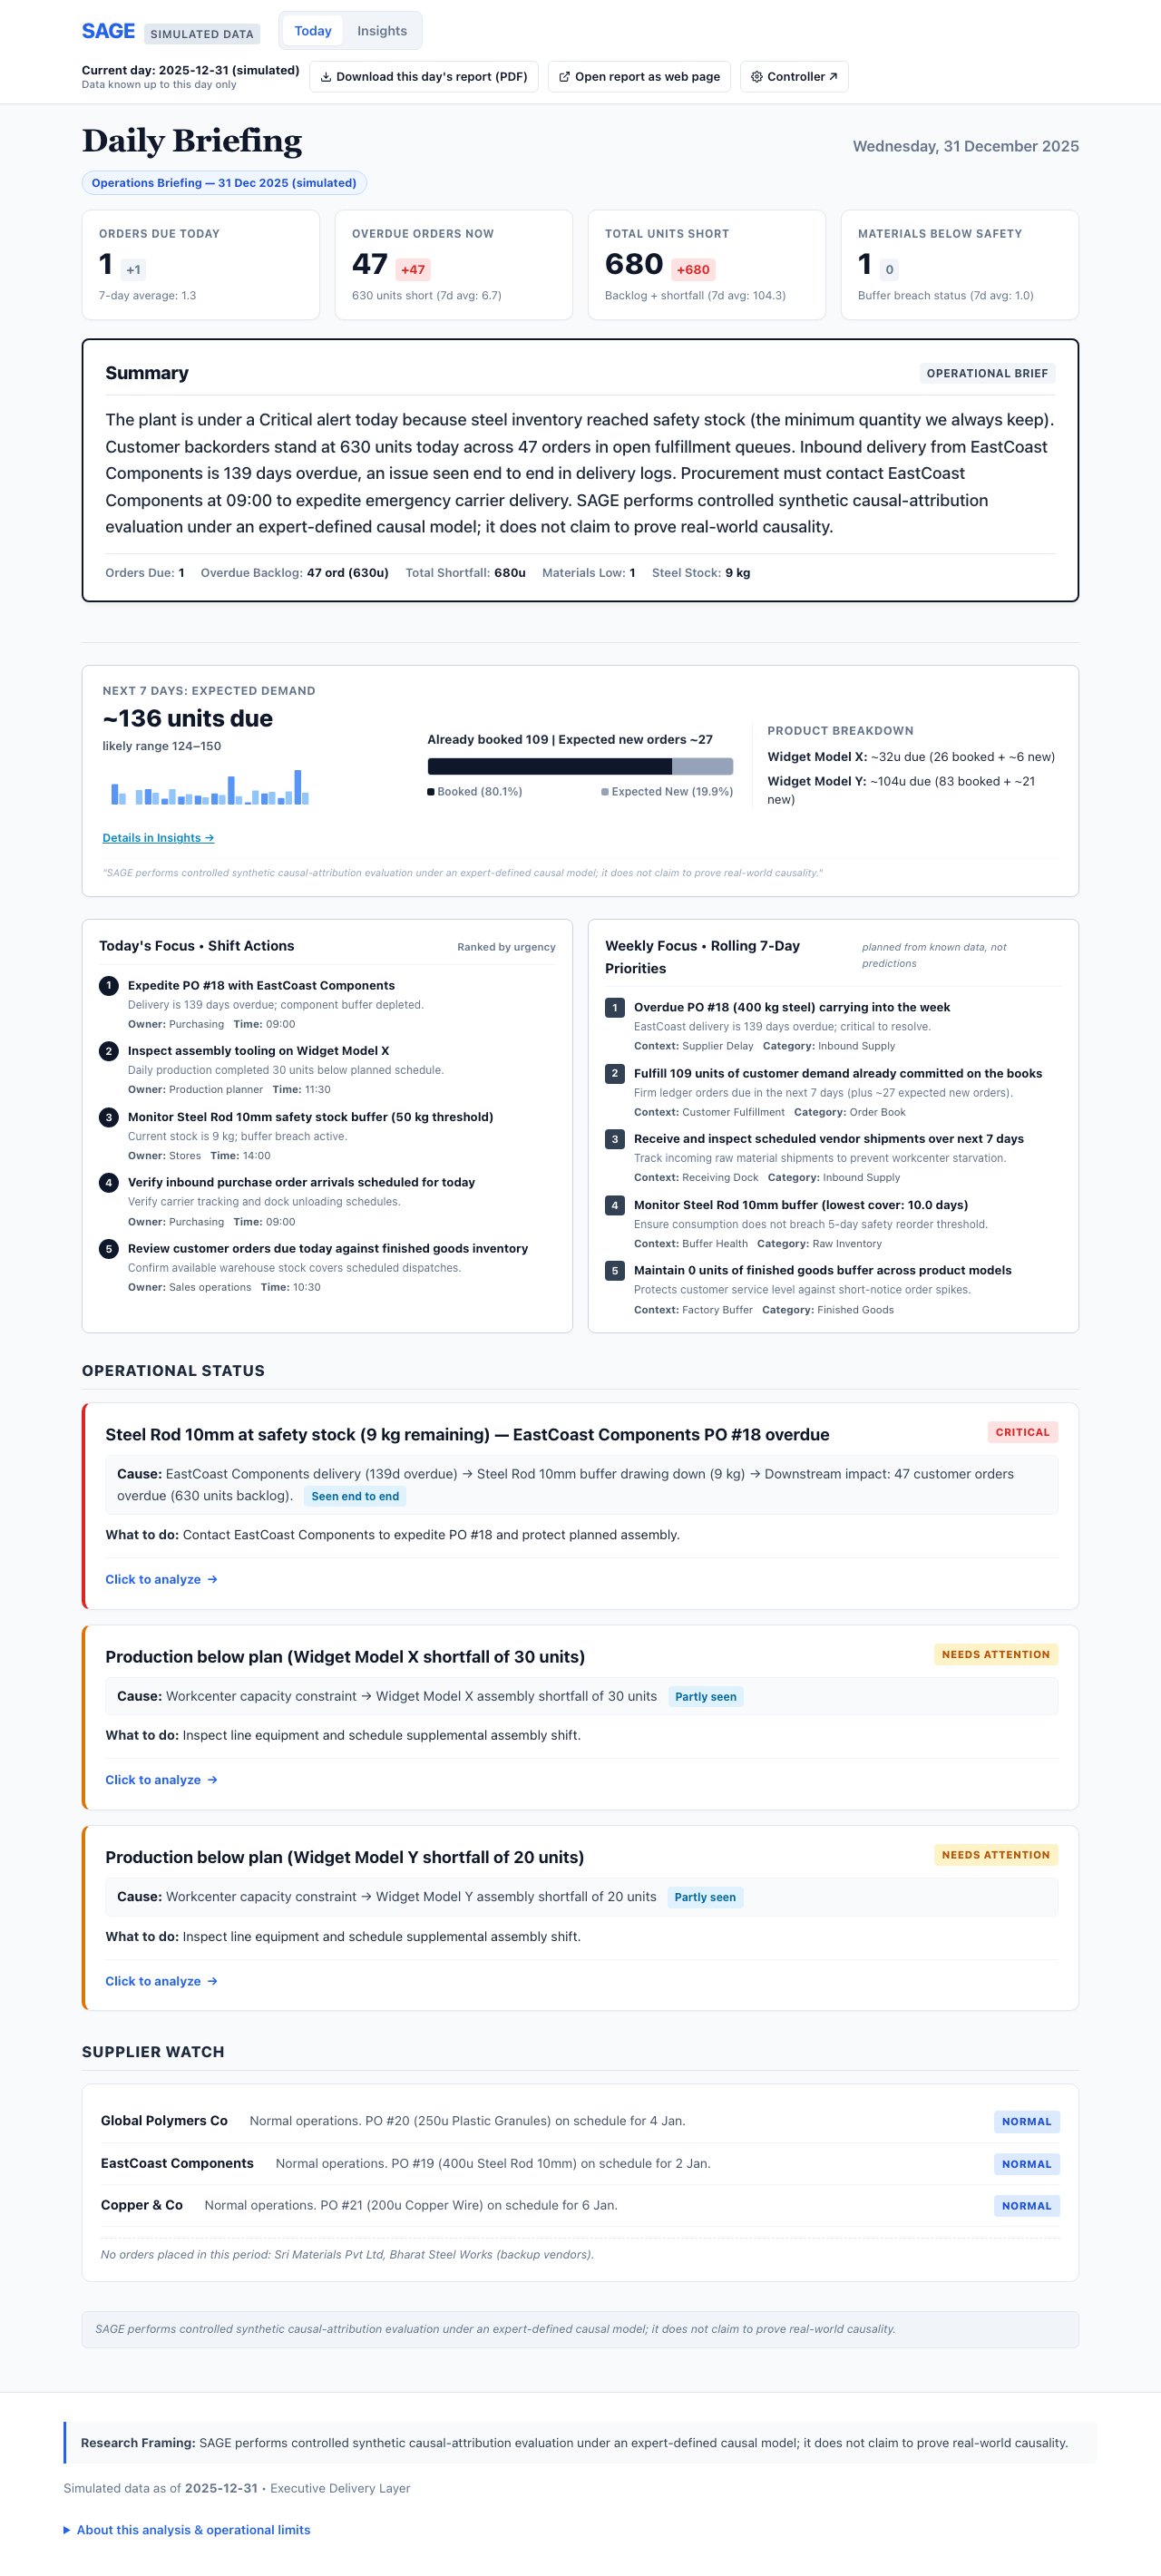 SAGE SIMULATED DATA Today Insights
Current day: 2025-12-31 (simulated)
Data known up to this day only
Download this day's report (PDF) Open report as web page Controller ↗
Daily Briefing
Wednesday, 31 December 2025
Operations Briefing — 31 Dec 2025 (simulated)
ORDERS DUE TODAY
1 +1
7-day average: 1.3
OVERDUE ORDERS NOW
47 +47
630 units short (7d avg: 6.7)
TOTAL UNITS SHORT
680 +680
Backlog + shortfall (7d avg: 104.3)
MATERIALS BELOW SAFETY
1 0
Buffer breach status (7d avg: 1.0)
Summary OPERATIONAL BRIEF
The plant is under a Critical alert today because steel inventory reached safety stock (the minimum quantity we always keep).
Customer backorders stand at 630 units today across 47 orders in open fulfillment queues. Inbound delivery from EastCoast
Components is 139 days overdue, an issue seen end to end in delivery logs. Procurement must contact EastCoast
Components at 09:00 to expedite emergency carrier delivery. SAGE performs controlled synthetic causal-attribution
evaluation under an expert-defined causal model; it does not claim to prove real-world causality.
Orders Due: 1 Overdue Backlog: 47 ord (630u) Total Shortfall: 680u Materials Low: 1 Steel Stock: 9 kg
NEXT 7 DAYS: EXPECTED DEMAND
~136 units due
likely range 124–150
Details in Insights →
Already booked 109 | Expected new orders ~27
Booked (80.1%) Expected New (19.9%)
PRODUCT BREAKDOWN
Widget Model X: ~32u due (26 booked + ~6 new)
Widget Model Y: ~104u due (83 booked + ~21
new)
"SAGE performs controlled synthetic causal-attribution evaluation under an expert-defined causal model; it does not claim to prove real-world causality."
Today's Focus • Shift Actions Ranked by urgency
1 Expedite PO #18 with EastCoast Components
Delivery is 139 days overdue; component buffer depleted.
Owner: Purchasing Time: 09:00
2 Inspect assembly tooling on Widget Model X
Daily production completed 30 units below planned schedule.
Owner: Production planner Time: 11:30
3 Monitor Steel Rod 10mm safety stock buffer (50 kg threshold)
Current stock is 9 kg; buffer breach active.
Owner: Stores Time: 14:00
4 Verify inbound purchase order arrivals scheduled for today
Verify carrier tracking and dock unloading schedules.
Owner: Purchasing Time: 09:00
5 Review customer orders due today against finished goods inventory
Confirm available warehouse stock covers scheduled dispatches.
Owner: Sales operations Time: 10:30
Weekly Focus • Rolling 7-Day
Priorities
planned from known data, not
predictions
1 Overdue PO #18 (400 kg steel) carrying into the week
EastCoast delivery is 139 days overdue; critical to resolve.
Context: Supplier Delay Category: Inbound Supply
2 Fulfill 109 units of customer demand already committed on the books
Firm ledger orders due in the next 7 days (plus ~27 expected new orders).
Context: Customer Fulfillment Category: Order Book
3 Receive and inspect scheduled vendor shipments over next 7 days
Track incoming raw material shipments to prevent workcenter starvation.
Context: Receiving Dock Category: Inbound Supply
4 Monitor Steel Rod 10mm buffer (lowest cover: 10.0 days)
Ensure consumption does not breach 5-day safety reorder threshold.
Context: Buffer Health Category: Raw Inventory
5 Maintain 0 units of finished goods buffer across product models
Protects customer service level against short-notice order spikes.
Context: Factory Buffer Category: Finished Goods
OPERATIONAL STATUS
Steel Rod 10mm at safety stock (9 kg remaining) — EastCoast Components PO #18 overdue CRITICAL
Cause: EastCoast Components delivery (139d overdue) → Steel Rod 10mm buffer drawing down (9 kg) → Downstream impact: 47 customer orders
overdue (630 units backlog). Seen end to end
What to do: Contact EastCoast Components to expedite PO #18 and protect planned assembly.
Click to analyze →
Production below plan (Widget Model X shortfall of 30 units) NEEDS ATTENTION
Cause: Workcenter capacity constraint → Widget Model X assembly shortfall of 30 units Partly seen
What to do: Inspect line equipment and schedule supplemental assembly shift.
Click to analyze →
Production below plan (Widget Model Y shortfall of 20 units) NEEDS ATTENTION
Cause: Workcenter capacity constraint → Widget Model Y assembly shortfall of 20 units Partly seen
What to do: Inspect line equipment and schedule supplemental assembly shift.
Click to analyze →
SUPPLIER WATCH
Global Polymers Co Normal operations. PO #20 (250u Plastic Granules) on schedule for 4 Jan. NORMAL
EastCoast Components Normal operations. PO #19 (400u Steel Rod 10mm) on schedule for 2 Jan. NORMAL
Copper & Co Normal operations. PO #21 (200u Copper Wire) on schedule for 6 Jan. NORMAL
No orders placed in this period: Sri Materials Pvt Ltd, Bharat Steel Works (backup vendors).
SAGE performs controlled synthetic causal-attribution evaluation under an expert-defined causal model; it does not claim to prove real-world causality.
Research Framing: SAGE performs controlled synthetic causal-attribution evaluation under an expert-defined causal model; it does not claim to prove real-world causality.
Simulated data as of 2025-12-31 • Executive Delivery Layer
▶ About this analysis & operational limits